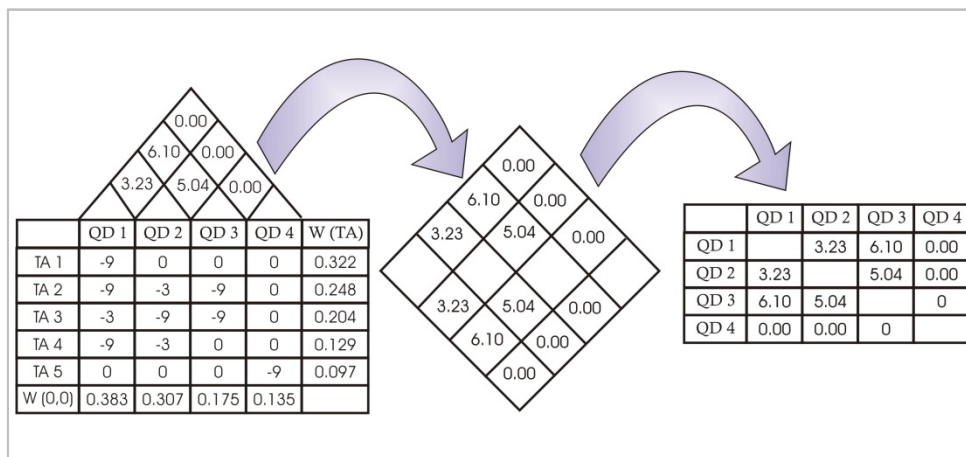 0.00
6.10 0.00
3.23 5.04 0.00
QD 1 QD 2 QD 3 QD 4 W (TA)
TA 1 -9 0 0 0 0.322
TA 2 -9 -3 -9 0 0.248
TA 3 -3 -9 -9 0 0.204
TA 4 -9 -3 0 0 0.129
TA 5 0 0 0 -9 0.097
W (0,0) 0.383 0.307 0.175 0.135
0.00
6.10 0.00
3.23 5.04 0.00
3.23 5.04 0.00
6.10 0.00
0.00
QD 1 QD 2 QD 3 QD 4
QD 1 3.23 6.10 0.00
QD 2 3.23 5.04 0.00
QD 3 6.10 5.04 0
QD 4 0.00 0.00 0